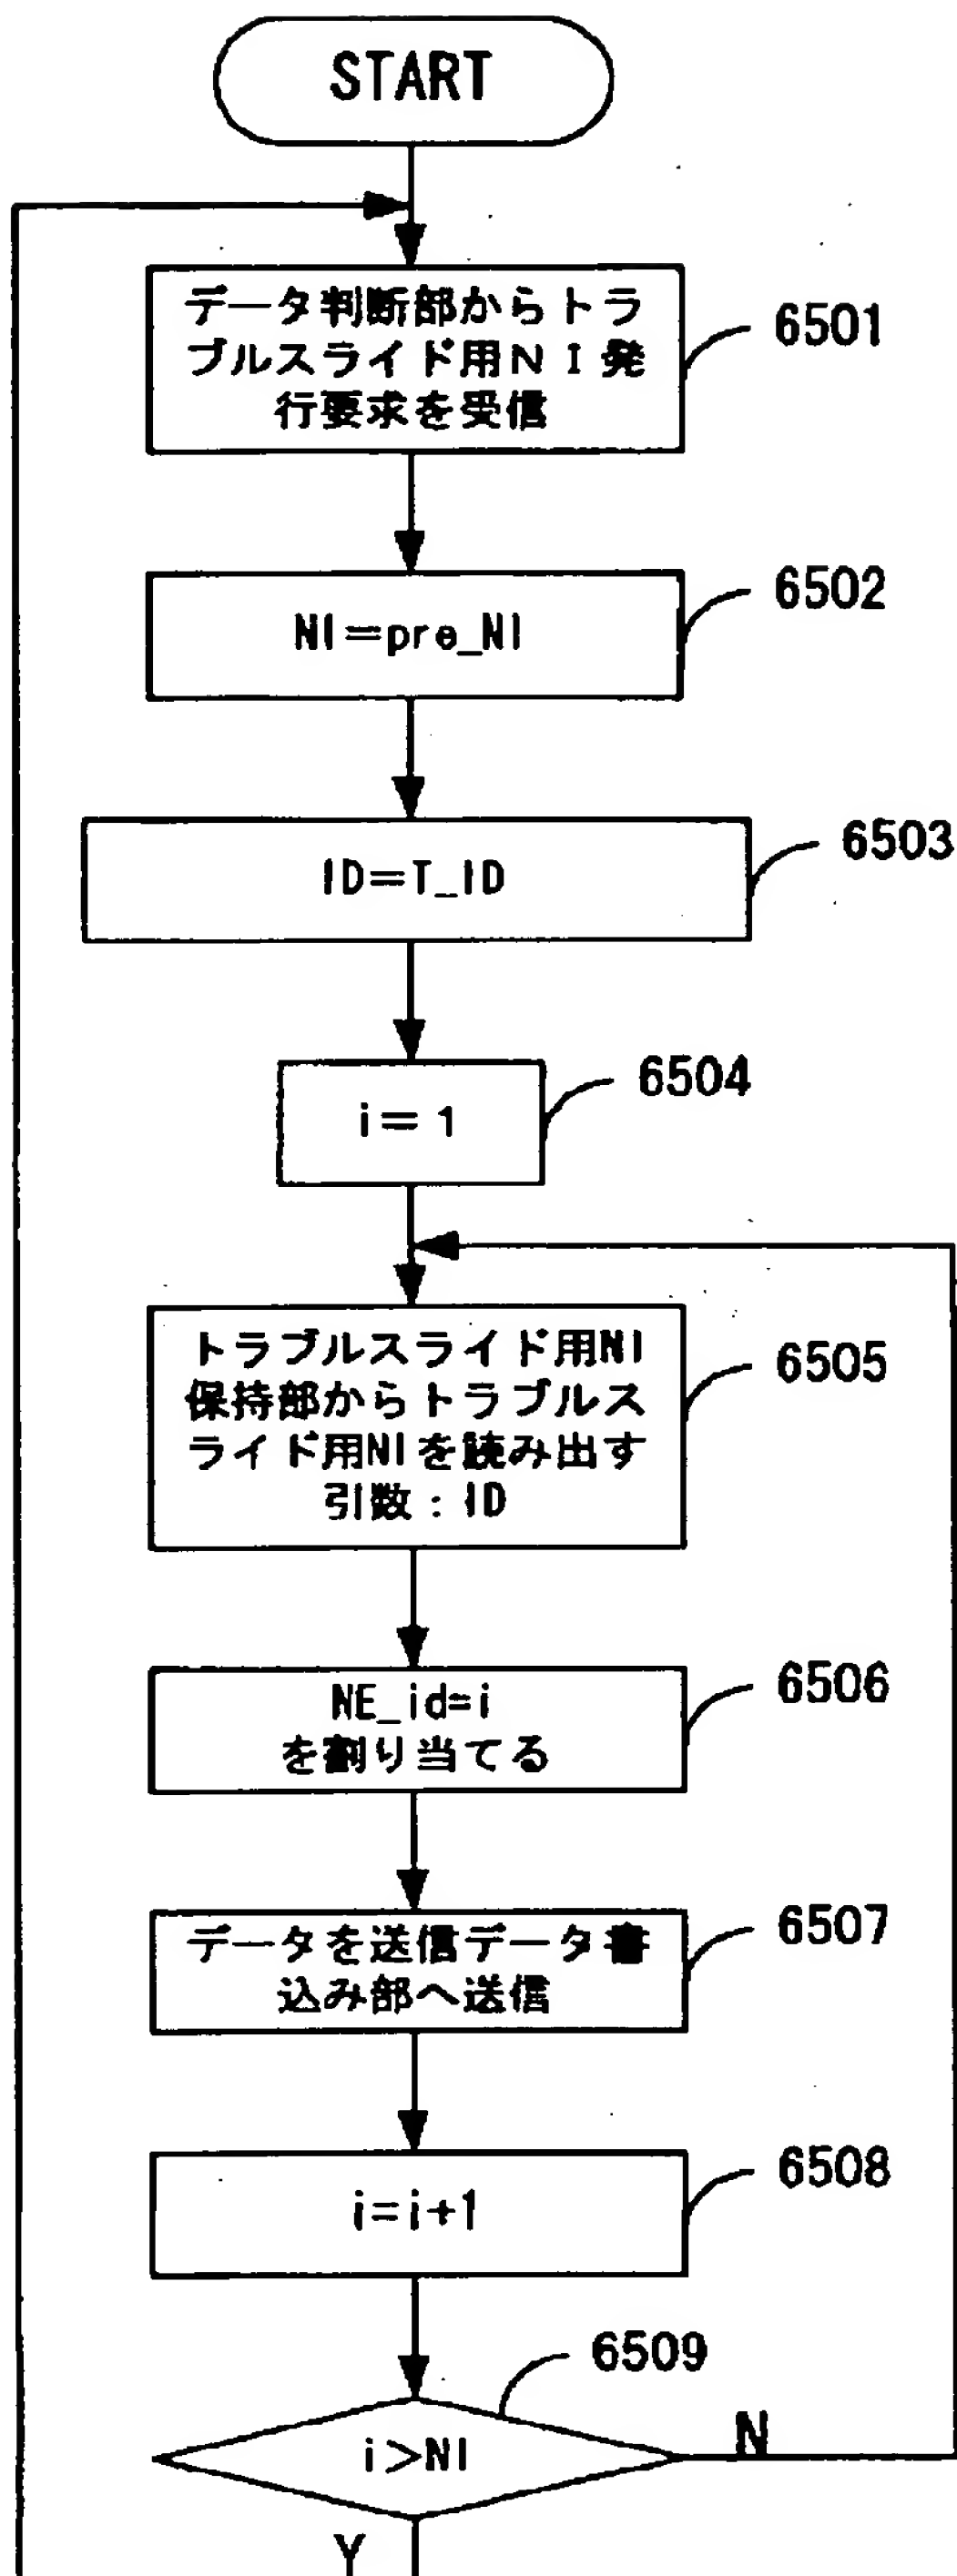 START
データ判断部からトラ
ブルスライド用NI発
行要求を受信
6501
NI=pre_NI
6502
ID=T_ID
6503
i=1
6504
トラブルスライド用NI
保持部からトラブルス
ライド用NIを読み出す
引数:ID
6505
NE_id=i
を割り当てる
6506
データを送信データ書
込み部へ送信
6507
i=i+1
6508
6509
i>NI
N
Y